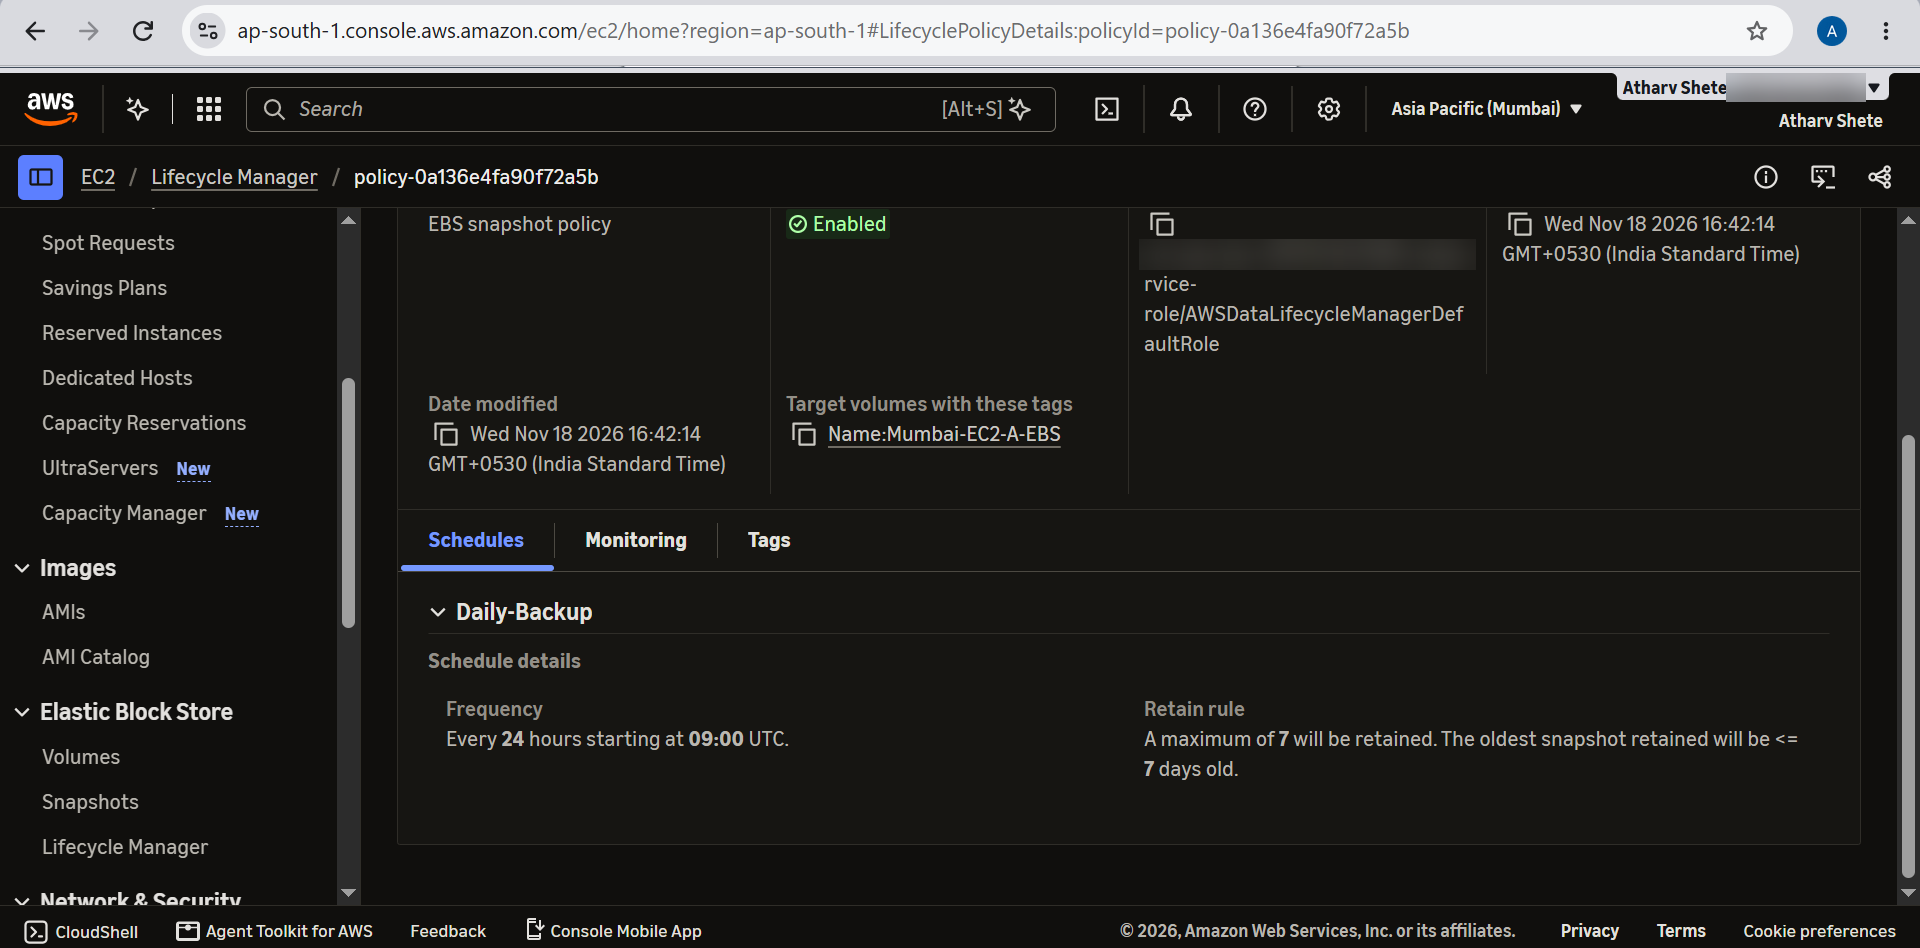 ap-south-1.console.aws.amazon.com/ec2/home?region=ap-south-1#LifecyclePolicyDetails:policyId=policy-0a136e4fa90f72a5b
A
aws
Search
[Alt+S]
Asia Pacific (Mumbai)
Atharv Shete
Atharv Shete
EC2 / Lifecycle Manager / policy-0a136e4fa90f72a5b
Spot Requests
Savings Plans
Reserved Instances
Dedicated Hosts
Capacity Reservations
UltraServers New
Capacity Manager New
Images
AMIs
AMI Catalog
Elastic Block Store
Volumes
Snapshots
Lifecycle Manager
Network & Security
EBS snapshot policy
Enabled
rvice-
role/AWSDataLifecycleManagerDef
aultRole
Wed Nov 18 2026 16:42:14
GMT+0530 (India Standard Time)
Date modified
Wed Nov 18 2026 16:42:14
GMT+0530 (India Standard Time)
Target volumes with these tags
Name:Mumbai-EC2-A-EBS
Schedules
Monitoring
Tags
Daily-Backup
Schedule details
Frequency
Every 24 hours starting at 09:00 UTC.
Retain rule
A maximum of 7 will be retained. The oldest snapshot retained will be <=
7 days old.
CloudShell
Agent Toolkit for AWS
Feedback
Console Mobile App
© 2026, Amazon Web Services, Inc. or its affiliates.
Privacy
Terms
Cookie preferences